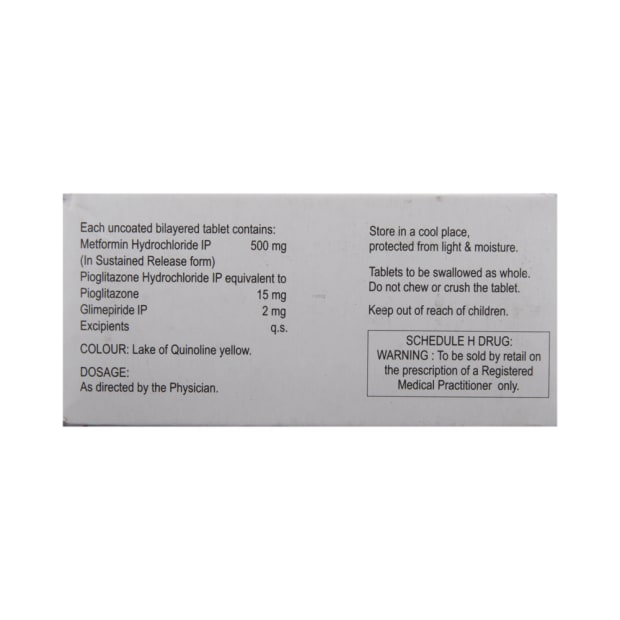 Each uncoated bilayered tablet contains:
Metformin Hydrochloride IP 500 mg
(In Sustained Release form)
Pioglitazone Hydrochloride IP equivalent to
Pioglitazone 15 mg
Glimepiride IP 2 mg
Excipients q.s.
COLOUR: Lake of Quinoline yellow.
DOSAGE:
As directed by the Physician.
Store in a cool place,
protected from light & moisture.
Tablets to be swallowed as whole.
Do not chew or crush the tablet.
Keep out of reach of children.
SCHEDULE H DRUG:
WARNING : To be sold by retail on
the prescription of a Registered
Medical Practitioner only.